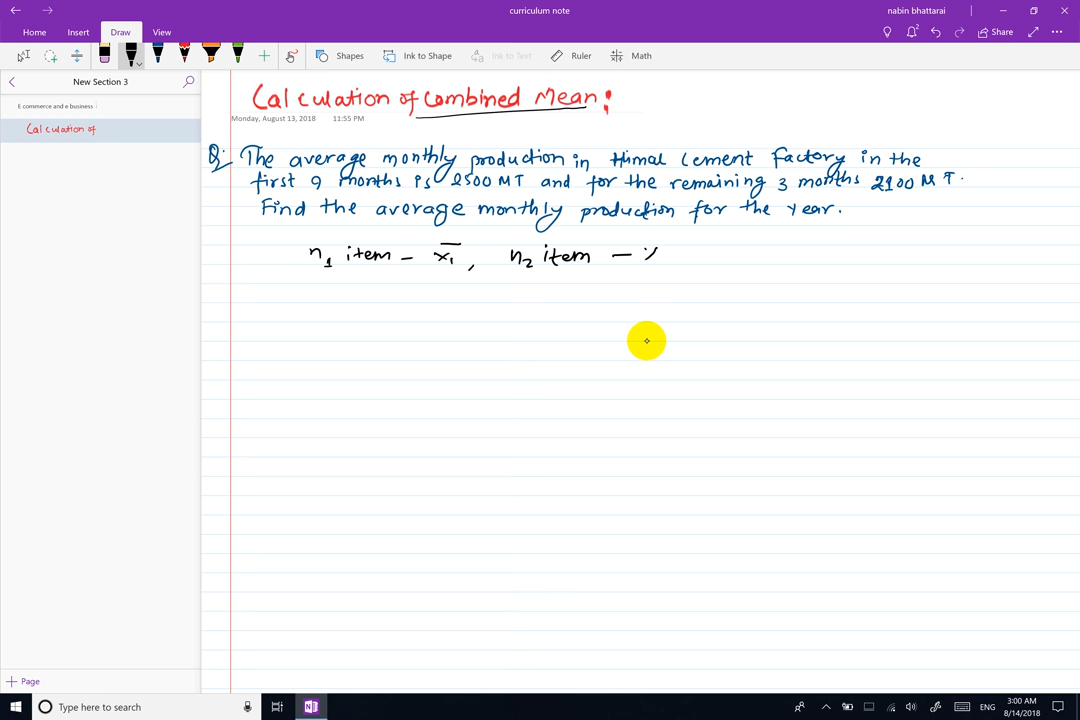 curriculum note
nabin bhattarai
Home Insert Draw View
Share
Shapes Ink to Shape Ink to Text Ruler Math
New Section 3
E commerce and e business
Calculation of
Calculation of Combined Mean:
Monday, August 13, 2018 11:55 PM
Q: The average monthly production in Himal cement factory in the
first 9 months is 2500 MT and for the remaining 3 months 2100 MT.
Find the average monthly production for the year.
n₁ item – x̄₁, n₂ item –
+ Page
Type here to search
ENG
3:00 AM
8/14/2018